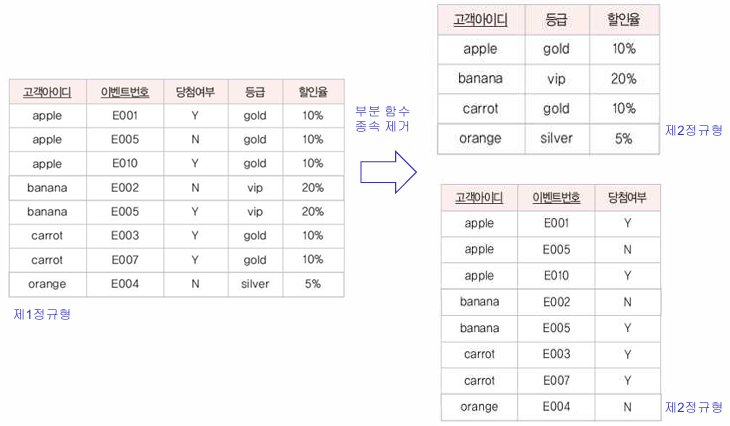 고객아이디 이벤트번호 당첨여부 등급 할인율
apple E001 Y gold 10%
apple E005 N gold 10%
apple E010 Y gold 10%
banana E002 N vip 20%
banana E005 Y vip 20%
carrot E003 Y gold 10%
carrot E007 Y gold 10%
orange E004 N silver 5%
제1정규형
부분 함수
종속 제거
고객아이디 등급 할인율
apple gold 10%
banana vip 20%
carrot gold 10%
orange silver 5%
제2정규형
고객아이디 이벤트번호 당첨여부
apple E001 Y
apple E005 N
apple E010 Y
banana E002 N
banana E005 Y
carrot E003 Y
carrot E007 Y
orange E004 N
제2정규형